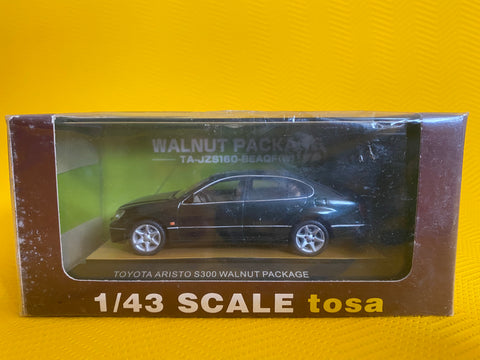 WALNUT PACKAGE
TA-JZS160-BEAQF(W)
TOYOTA ARISTO S300 WALNUT PACKAGE
1/43 SCALE tosa